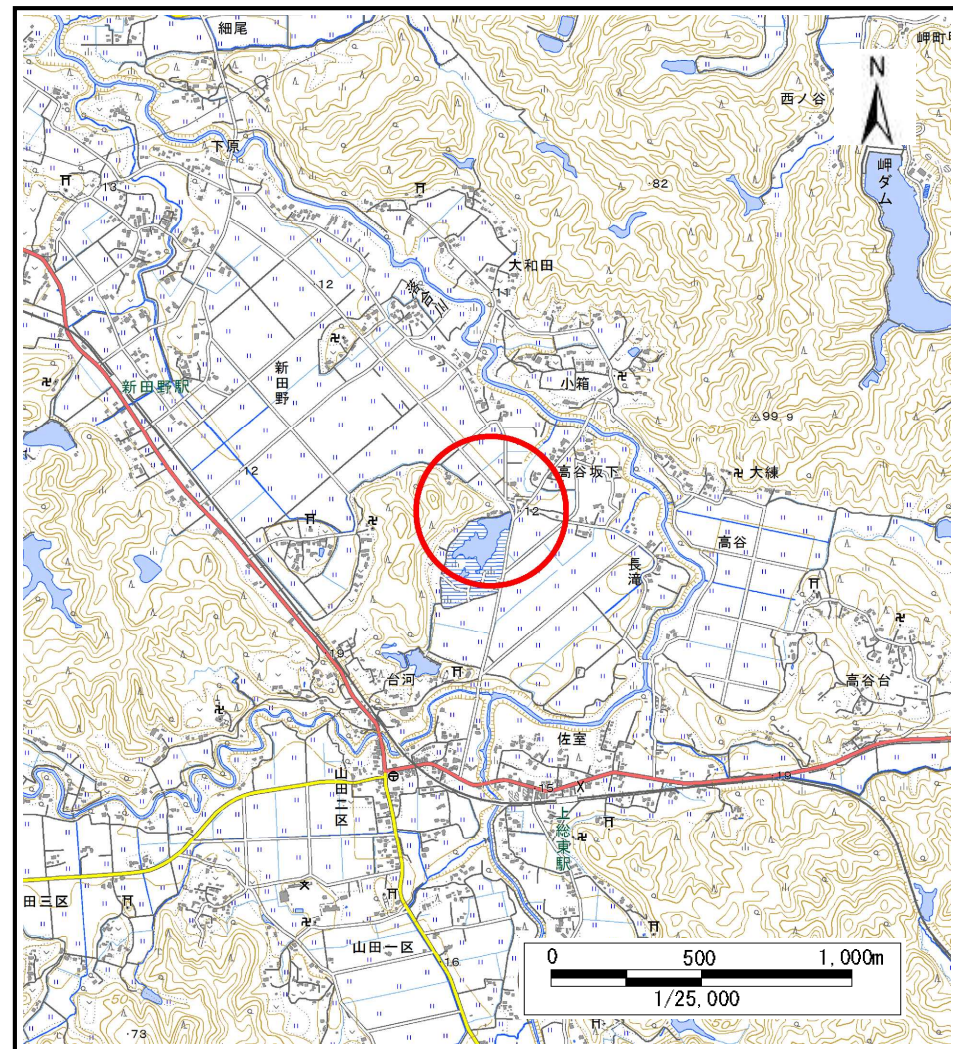 細尾
岬町
N
西ノ谷
下原
岬ダム
13
·82
大和田
·12
·11
落合川
新田野
小箱
新田野駅
△99.9
·12
高谷坂下
大練
·12
高谷
長滝
·19
台河
高谷台
佐室
山田二区
·15
·19
上総東駅
田三区
山田一区
·16
0 500 1,000m
1/25,000
·73
50